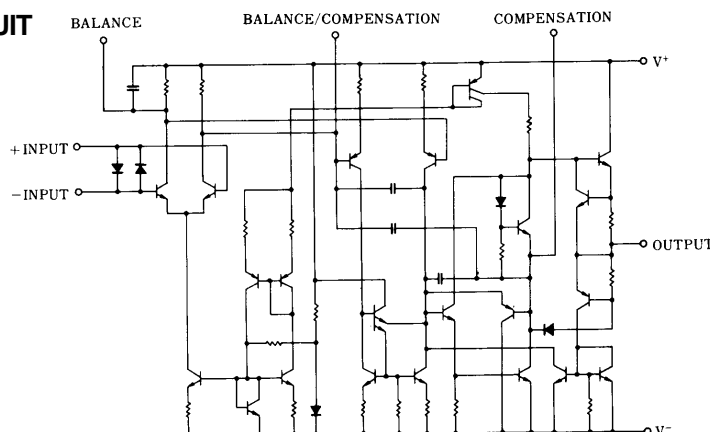 UIT
BALANCE
BALANCE/COMPENSATION
COMPENSATION
V+
+INPUT
−INPUT
OUTPUT
V−